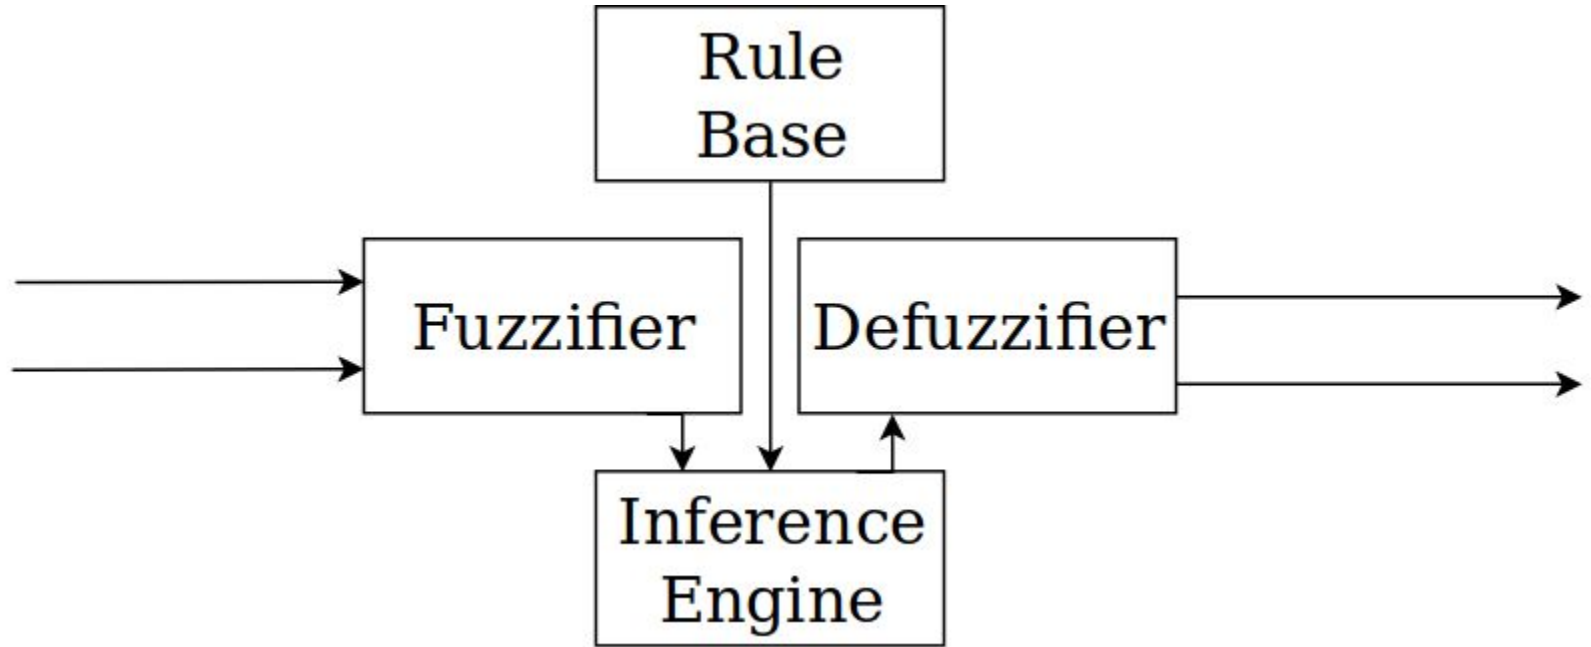 Rule
Base
Fuzzifier
Defuzzifier
Inference
Engine